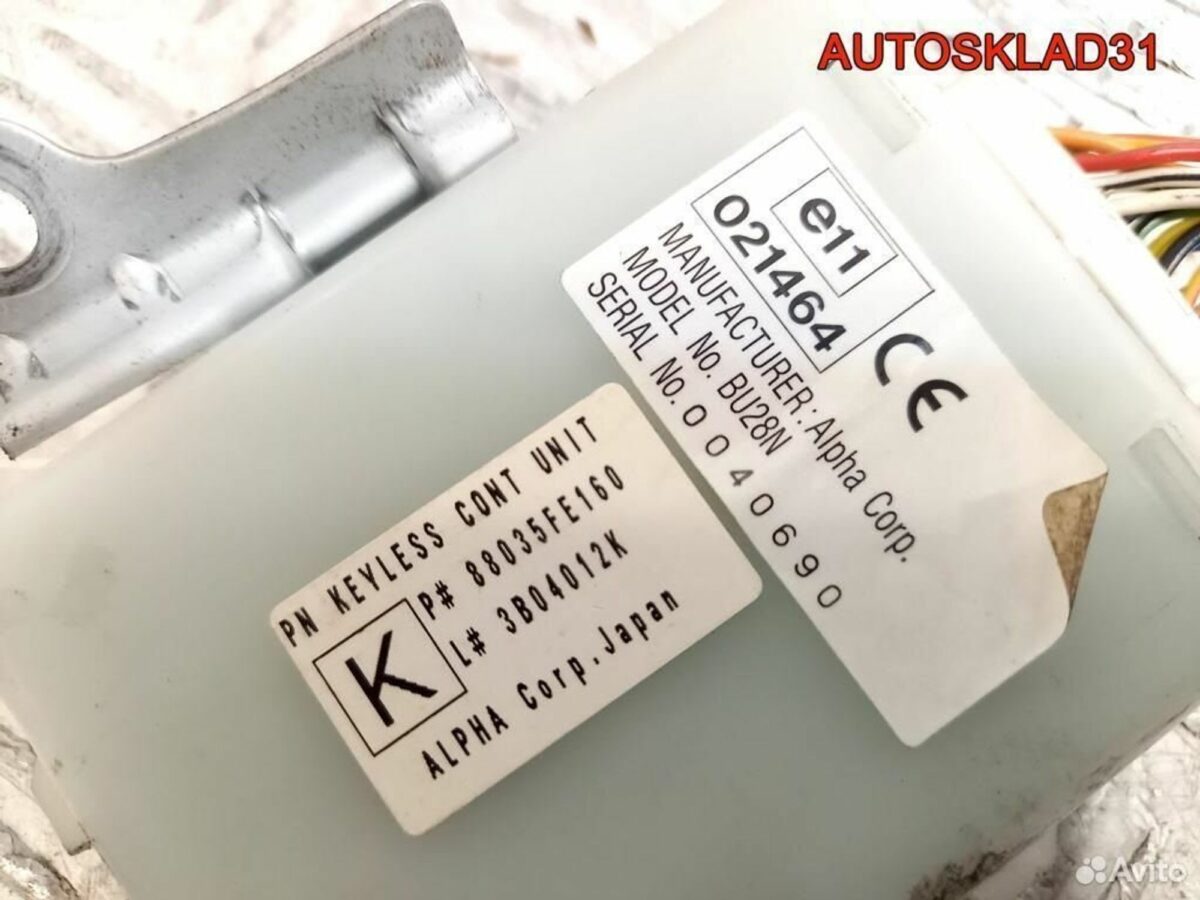 AUTOSKLAD31
e11
021464
CE
MANUFACTURER: Alpha Corp.
MODEL No. BU28N
SERIAL No. 0040690
PN KEYLESS CONT UNIT
K
P# 88035FE160
L# 3B04012K
ALPHA Corp. Japan
Avito